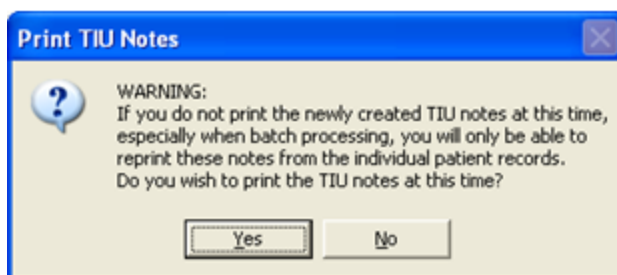 Print TIU Notes
WARNING:
If you do not print the newly created TIU notes at this time,
especially when batch processing, you will only be able to
reprint these notes from the individual patient records.
Do you wish to print the TIU notes at this time?
Yes No